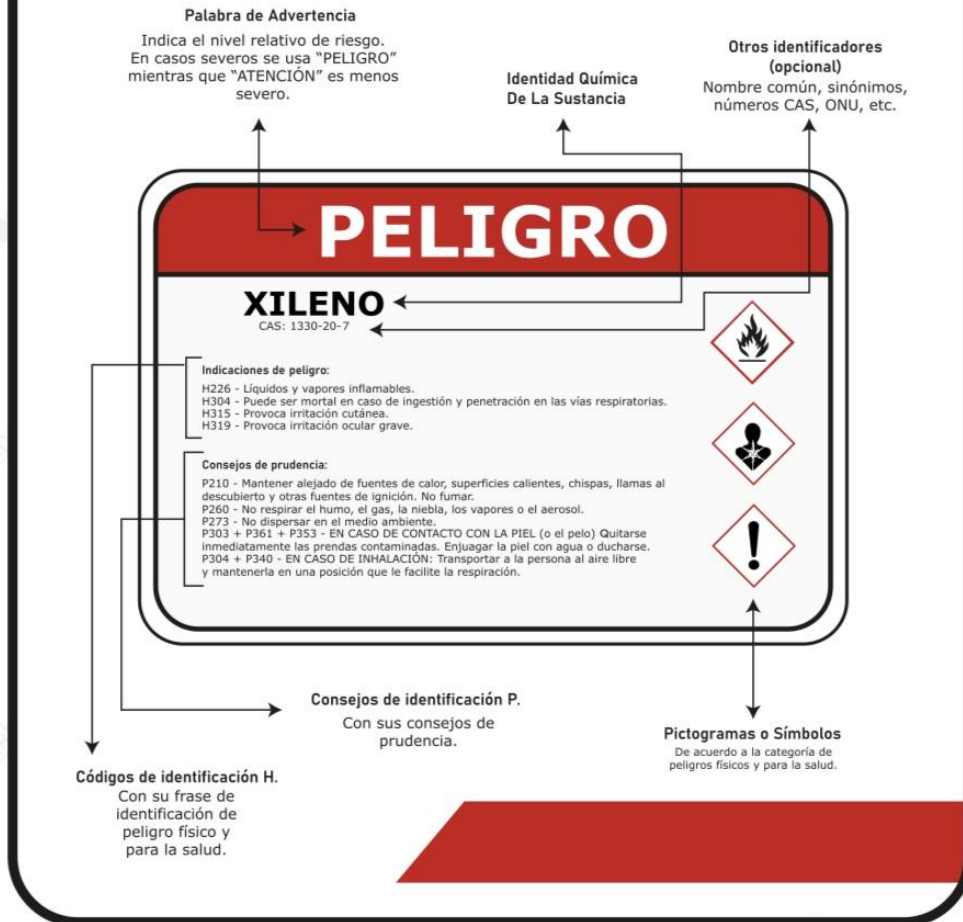 Palabra de Advertencia
Indica el nivel relativo de riesgo.
En casos severos se usa “PELIGRO”
mientras que “ATENCIÓN” es menos
severo.
Identidad Química
De La Sustancia
Otros identificadores
(opcional)
Nombre común, sinónimos,
números CAS, ONU, etc.
PELIGRO
XILENO
CAS: 1330-20-7
Indicaciones de peligro:
H226 - Líquidos y vapores inflamables.
H304 - Puede ser mortal en caso de ingestión y penetración en las vías respiratorias.
H315 - Provoca irritación cutánea.
H319 - Provoca irritación ocular grave.
Consejos de prudencia:
P210 - Mantener alejado de fuentes de calor, superficies calientes, chispas, llamas al
descubierto y otras fuentes de ignición. No fumar.
P260 - No respirar el humo, el gas, la niebla, los vapores o el aerosol.
P273 - No dispersar en el medio ambiente.
P303 + P361 + P353 - EN CASO DE CONTACTO CON LA PIEL (o el pelo) Quitarse
inmediatamente las prendas contaminadas. Enjuagar la piel con agua o ducharse.
P304 + P340 - EN CASO DE INHALACIÓN: Transportar a la persona al aire libre
y mantenerla en una posición que le facilite la respiración.
Consejos de identificación P.
Con sus consejos de
prudencia.
Pictogramas o Símbolos
De acuerdo a la categoría de
peligros físicos y para la salud.
Códigos de identificación H.
Con su frase de
identificación de
peligro físico y
para la salud.